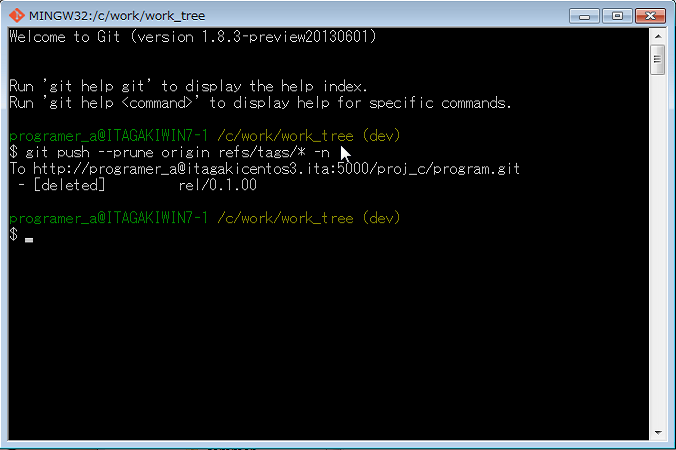 MINGW32:/c/work/work_tree
Welcome to Git (version 1.8.3-preview20130601)
Run 'git help git' to display the help index.
Run 'git help <command>' to display help for specific commands.
programer_a@ITAGAKIWIN7-1 /c/work/work_tree (dev)
$ git push --prune origin refs/tags/* -n
To http://programer_a@itagakicentos3.ita:5000/proj_c/program.git
 - [deleted]         rel/0.1.00
programer_a@ITAGAKIWIN7-1 /c/work/work_tree (dev)
$